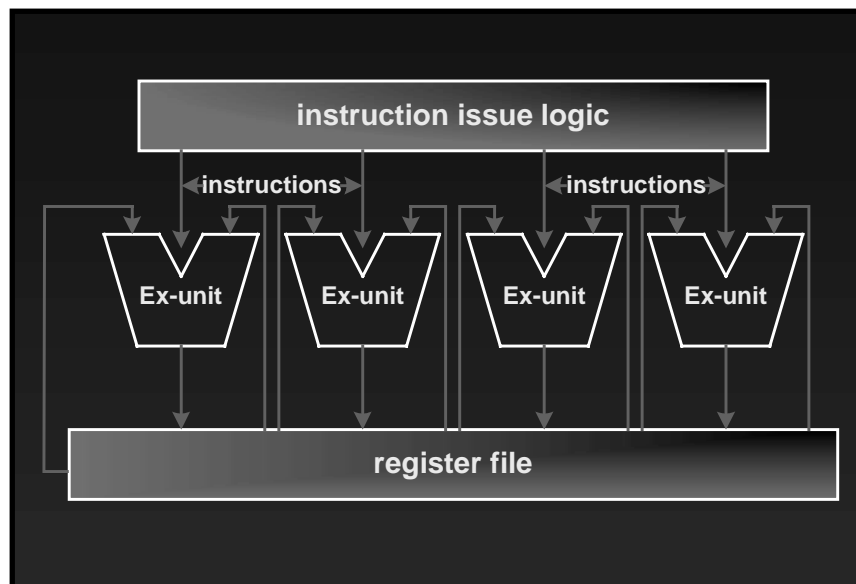 instruction issue logic
instructions
instructions
Ex-unit
Ex-unit
Ex-unit
Ex-unit
register file